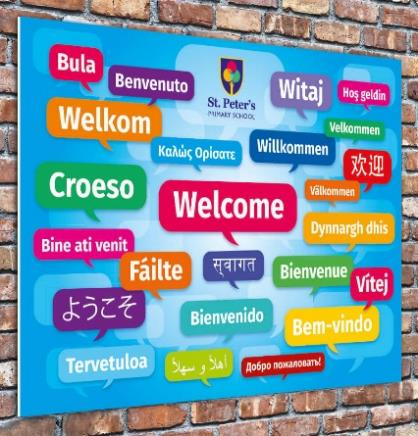 Bula
Benvenuto
St. Peter's
PRIMARY SCHOOL
Witaj
Hoş geldin
Welkom
Velkommen
Καλώς Ορίσατε
Willkommen
欢迎
Croeso
Välkommen
Welcome
Dynnargh dhis
Bine ati venit
Fáilte
स्वागत
Bienvenue
Vítej
ようこそ
Bienvenido
Bem-vindo
Tervetuloa
أهلاً و سهلاً
Добро пожаловать!